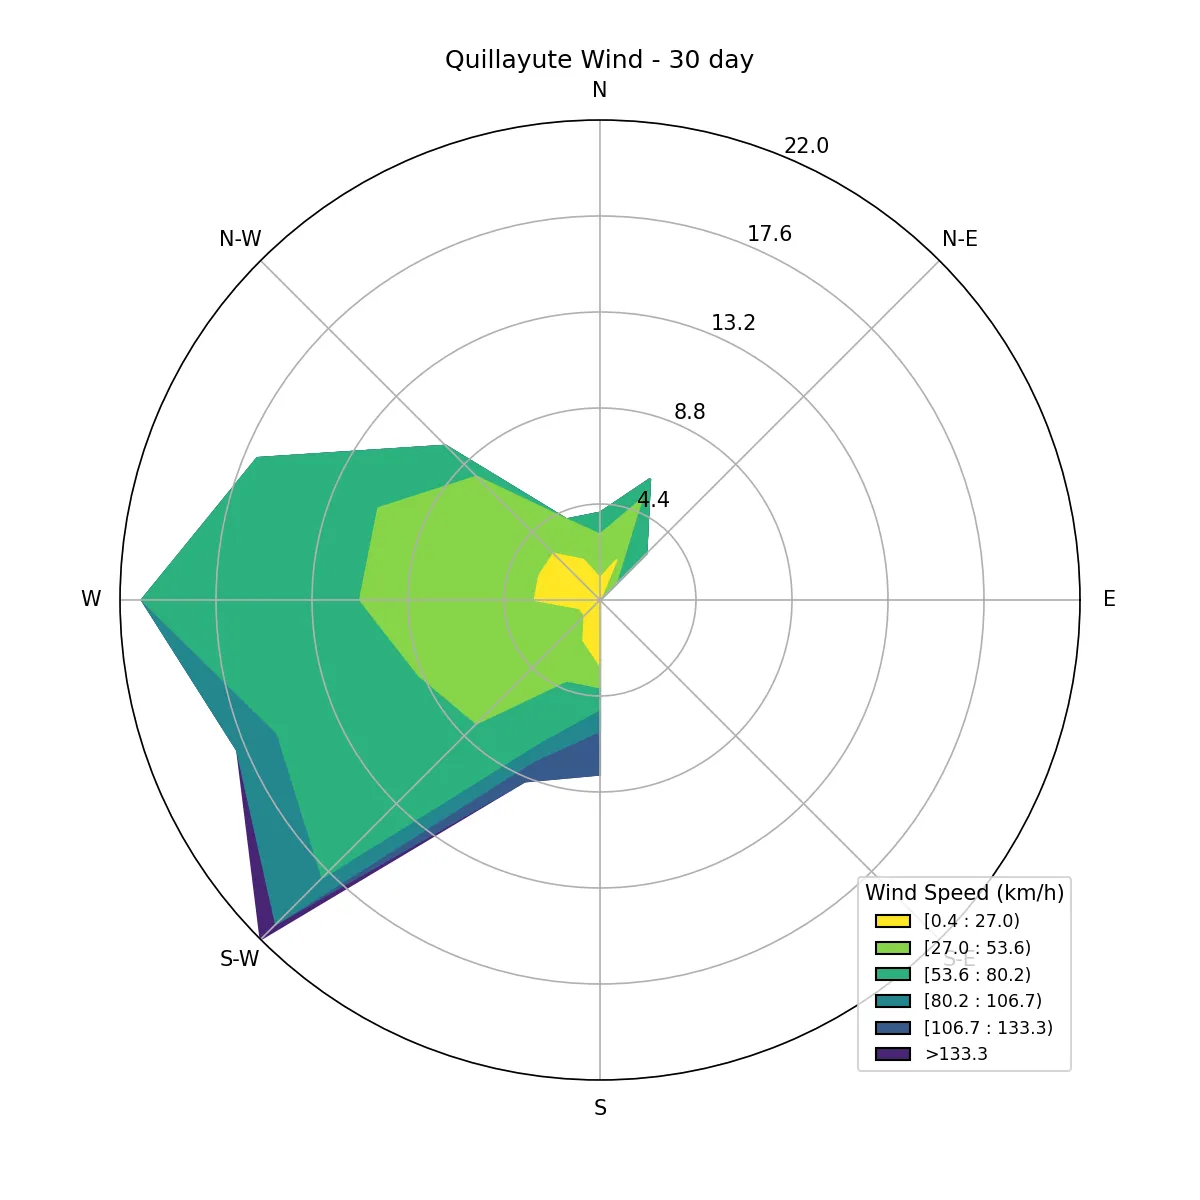 Quillayute Wind - 30 day
N
22.0
17.6
N-W
N-E
13.2
8.8
4.4
W
E
Wind Speed (km/h)
[0.4 : 27.0)
[27.0 : 53.6)
S-W
S-E
[53.6 : 80.2)
[80.2 : 106.7)
[106.7 : 133.3)
>133.3
S